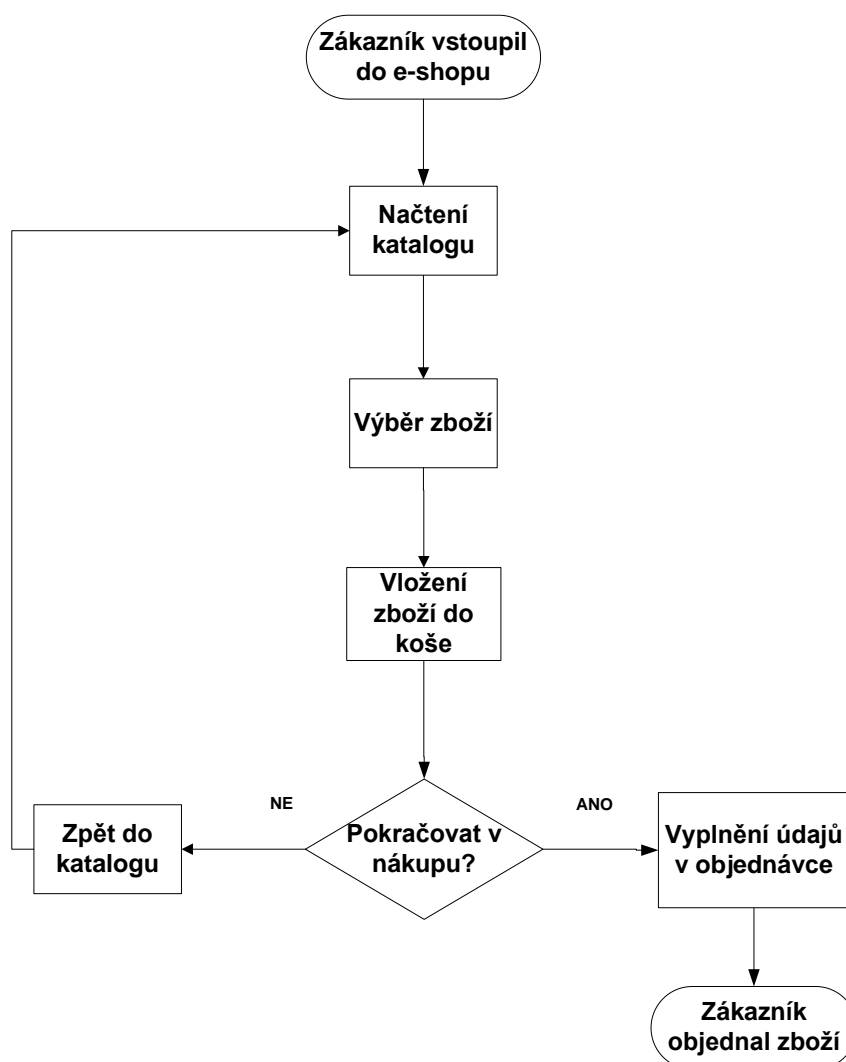 Zákazník vstoupil
do e-shopu
Načtení
katalogu
Výběr zboží
Vložení
zboží do
koše
NE
ANO
Zpět do
katalogu
Pokračovat v
nákupu?
Vyplnění údajů
v objednávce
Zákazník
objednal zboží